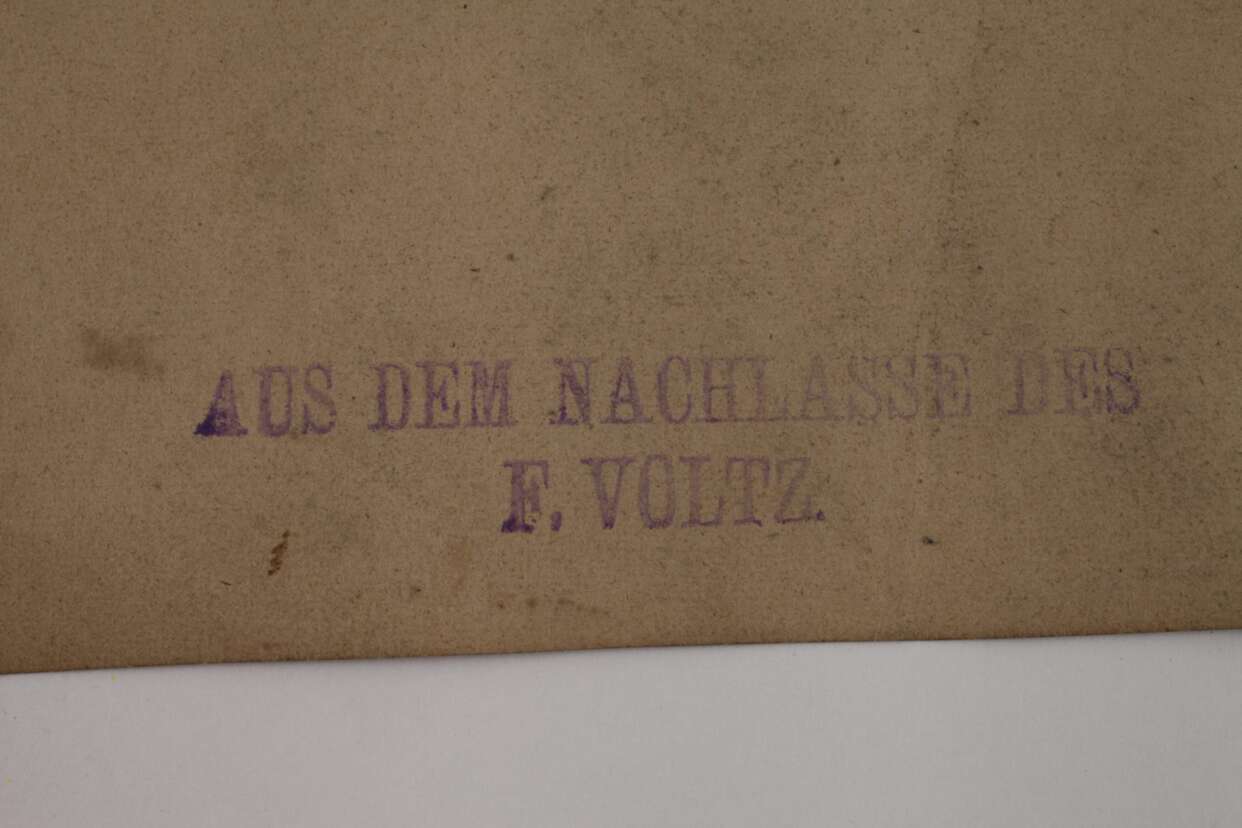 AUS DEM NACHLASSE DES
F. VOLTZ